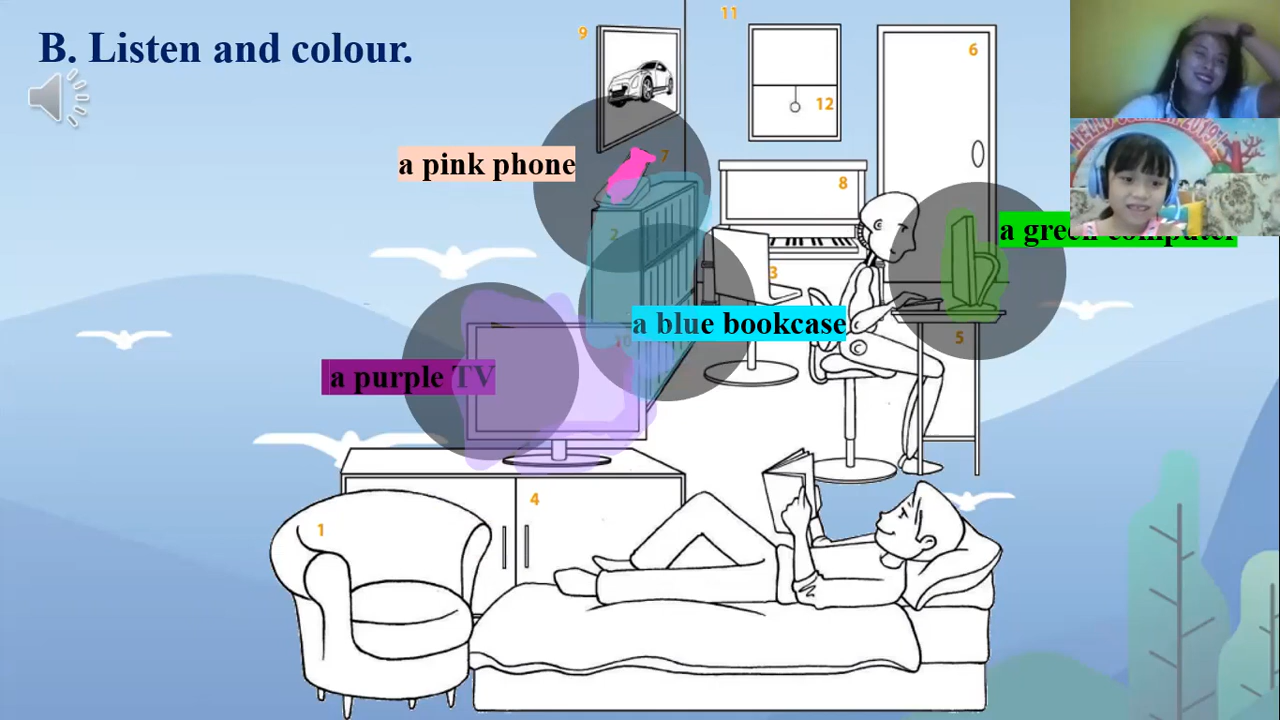 B. Listen and colour.
11
9
6
12
a pink phone
7
8
a green computer
2
3
a blue bookcase
5
10
a purple TV
4
1